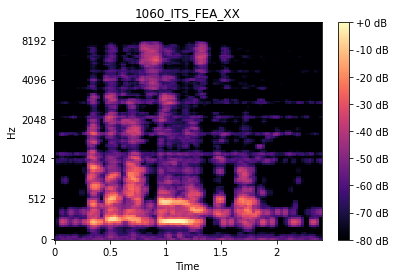 1060_ITS_FEA_XX
+0 dB
8192
-10 dB
4096
-20 dB
-30 dB
2048
Hz
-40 dB
1024
-50 dB
512
-60 dB
-70 dB
0
-80 dB
0
0.5
1
1.5
2
Time